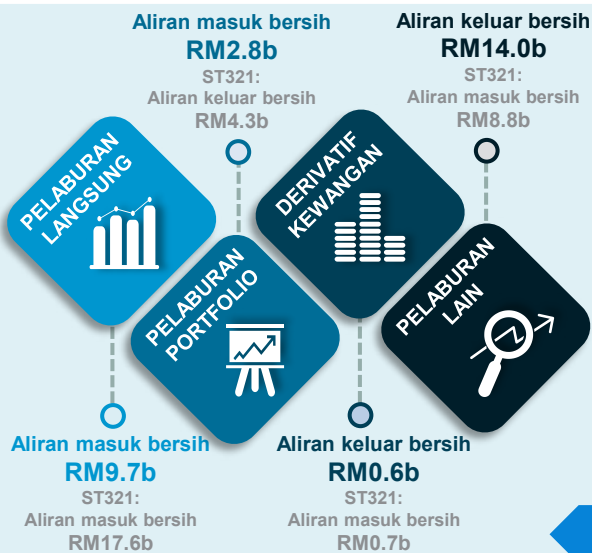 Aliran masuk bersih
RM2.8b
ST321:
Aliran keluar bersih
RM4.3b
Aliran keluar bersih
RM14.0b
ST321:
Aliran masuk bersih
RM8.8b
PELABURAN
LANGSUNG
PELABURAN
PORTFOLIO
DERIVATIF
KEWANGAN
PELABURAN
LAIN
Aliran masuk bersih
RM9.7b
ST321:
Aliran masuk bersih
RM17.6b
Aliran keluar bersih
RM0.6b
ST321:
Aliran masuk bersih
RM0.7b